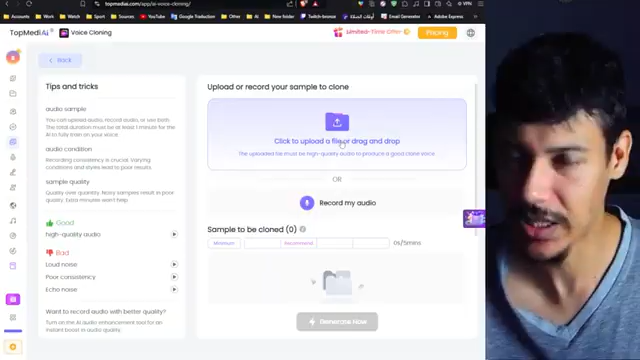 topmediai.com/app/ai-voice-cloning/
Accounts
Work
Watch
Sport
Sources
YouTube
Google Traduction
Other
New folder
Twitch-bronze
Email Generator
Adobe Express
TopMediAi
Voice Cloning
Limited-Time Offer
Pricing
Back
Tips and tricks
audio sample
You can upload audio, record audio, or use both.
The total duration must be at least 1 minute for the
AI to fully train on your voice.
audio condition
Recording consistency is crucial. Varying
conditions and styles lead to poor results.
sample quality
Quality over quantity. Noisy samples result in poor
quality. Extra minutes won't help
Good
high-quality audio
Bad
Loud noise
Poor consistency
Echo noise
Want to record audio with better quality?
Turn on the AI audio enhancement tool for an
instant boost in audio quality.
Upload or record your sample to clone
Click to upload a file or drag and drop
The uploaded file must be high-quality audio to produce a good clone voice
OR
Record my audio
Sample to be cloned (0)
Minimum
Recommend
0s/5mins
Generate Now